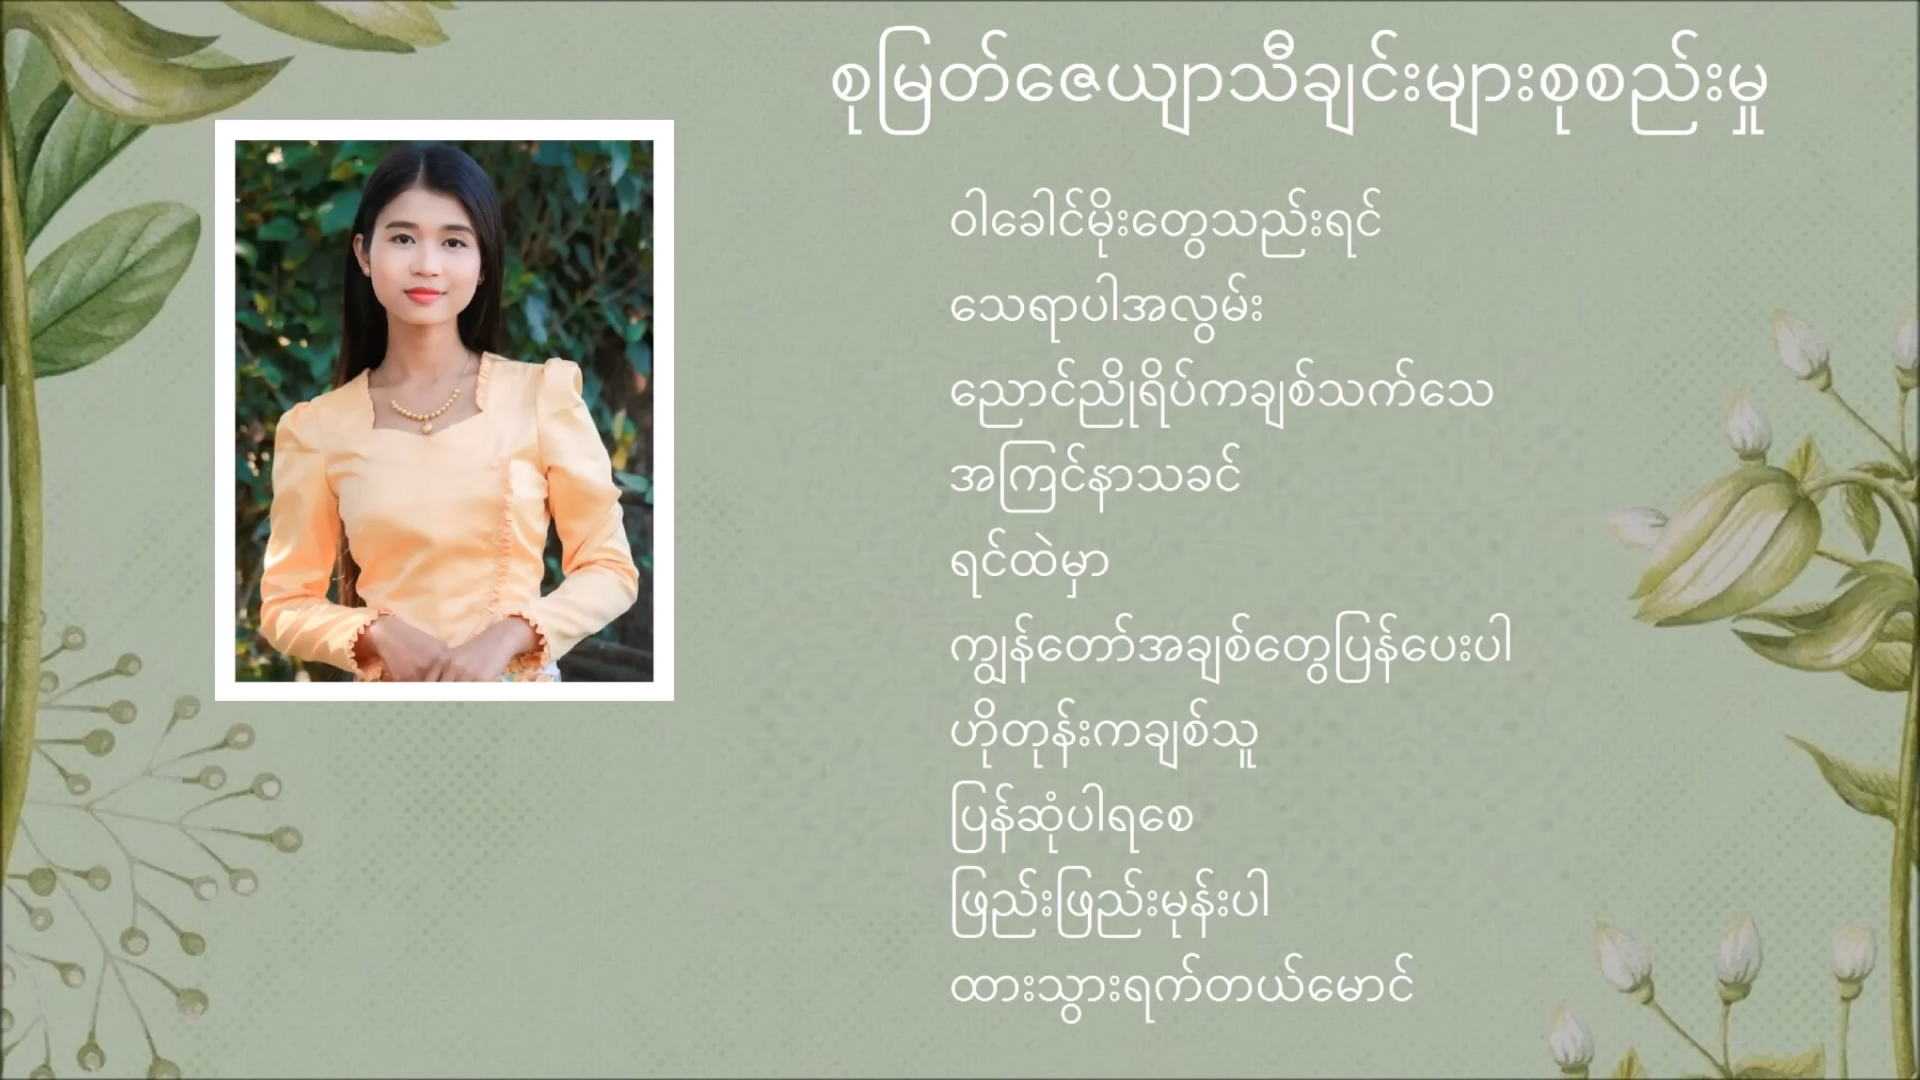 စုမြတ်ဇေယျာသီချင်းများစုစည်းမှု
ဝါခေါင်မိုးတွေသည်းရင်
သေရာပါအလွမ်း
ညောင်ညိုရိပ်ကချစ်သက်သေ
အကြင်နာသခင်
ရင်ထဲမှာ
ကျွန်တော်အချစ်တွေပြန်ပေးပါ
ဟိုတုန်းကချစ်သူ
ပြန်ဆုံပါရစေ
ဖြည်းဖြည်းမုန်းပါ
ထားသွားရက်တယ်မောင်